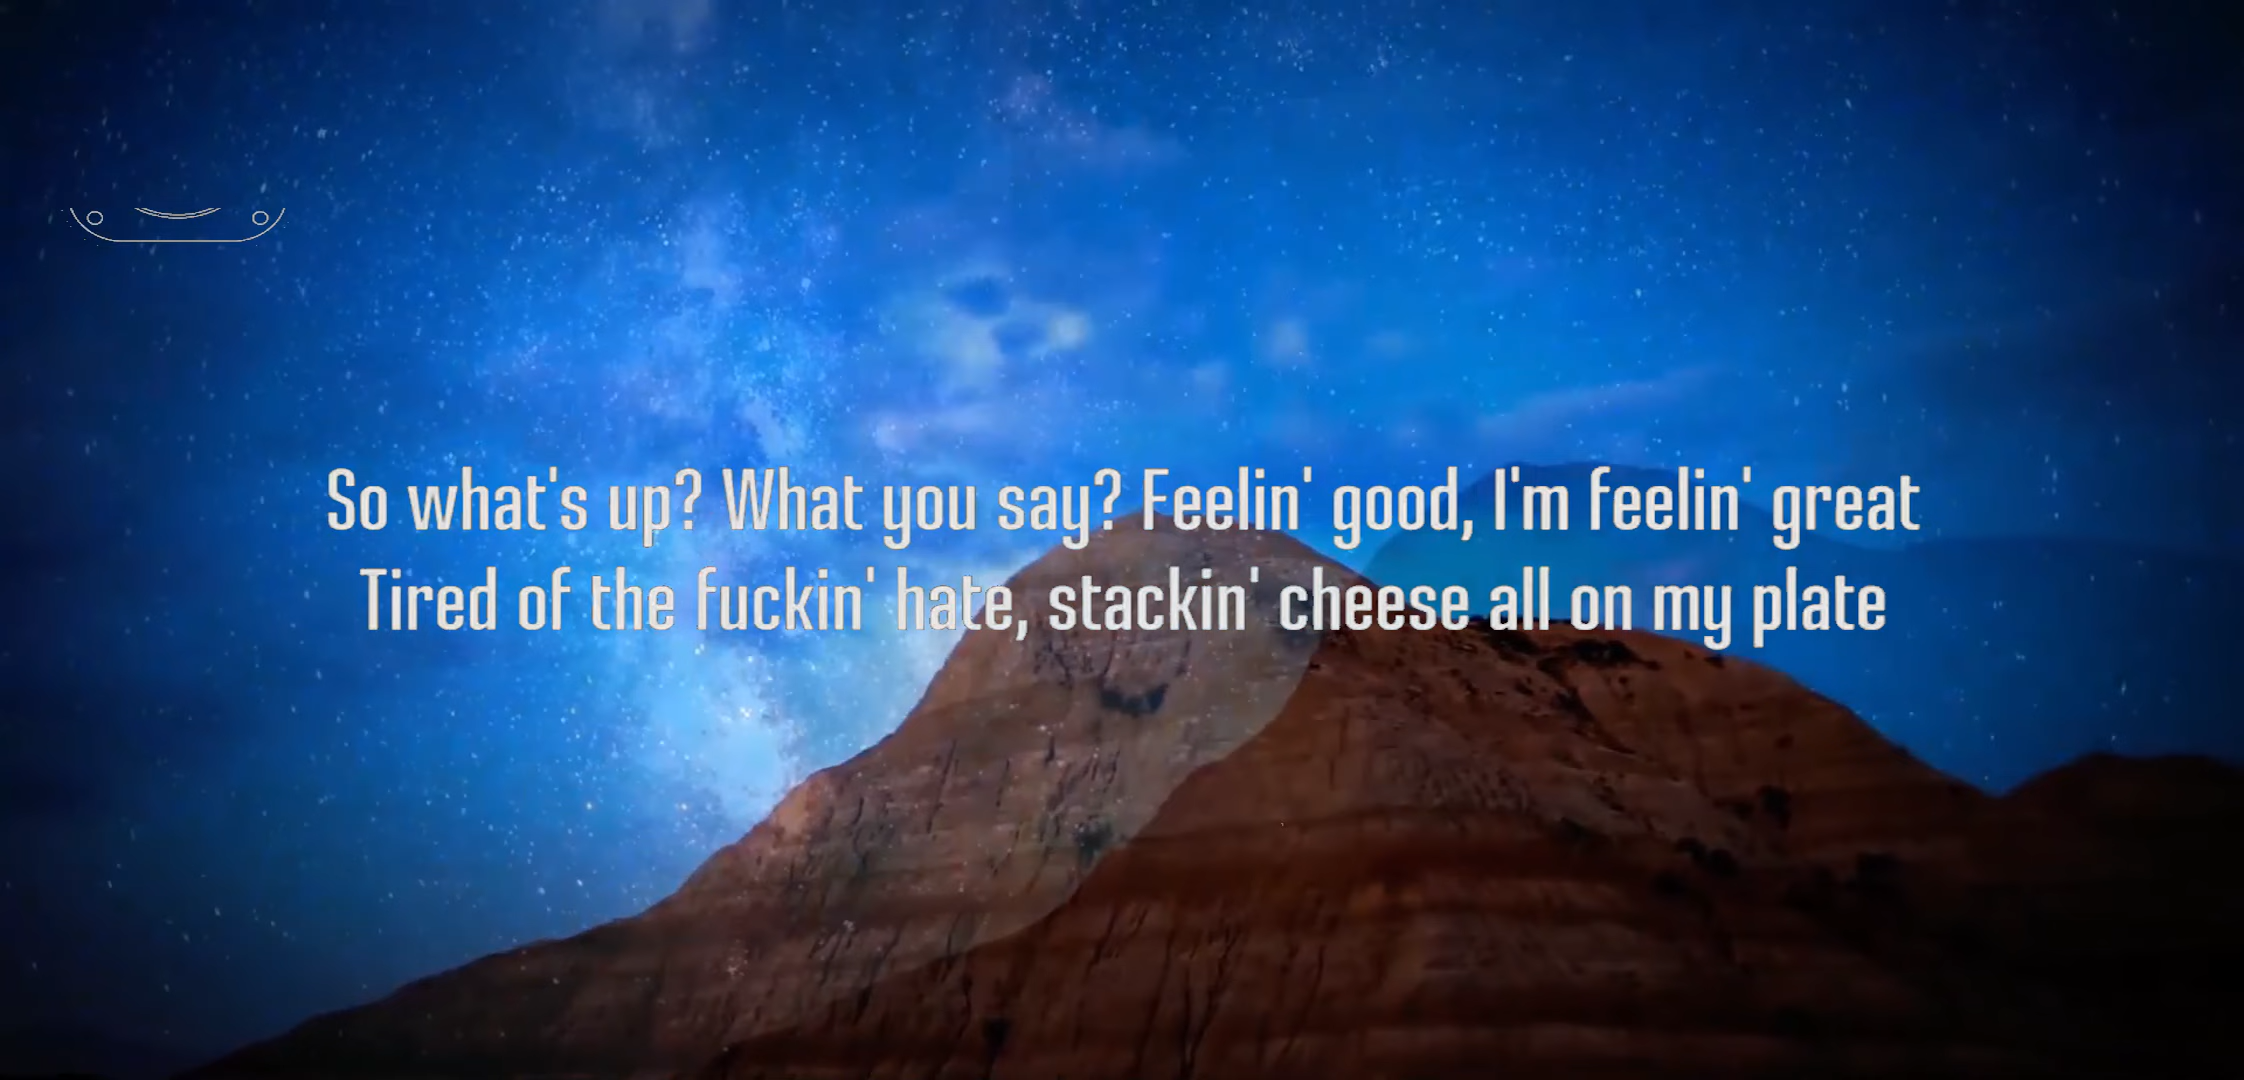 So what's up? What you say? Feelin' good, I'm feelin' great
Tired of the fuckin' hate, stackin' cheese all on my plate